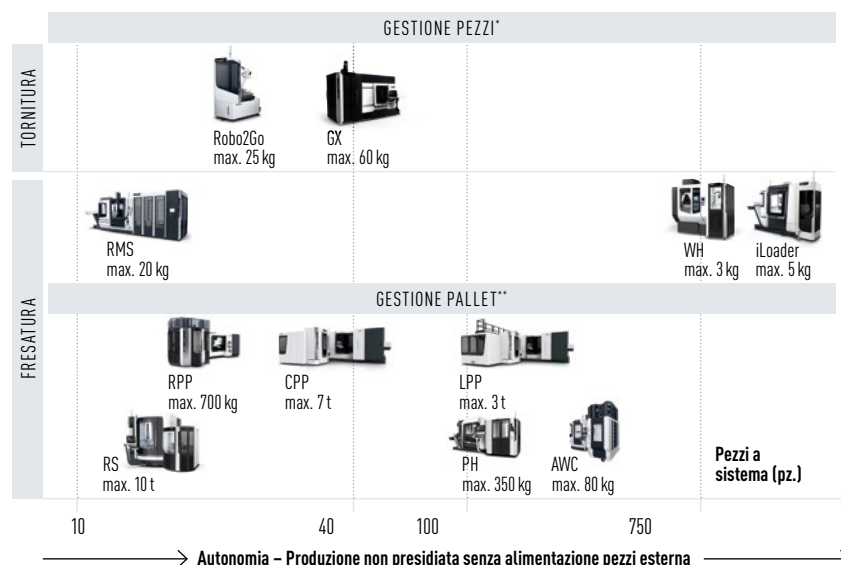 GESTIONE PEZZI*
TORNITURA
Robo2Go
max. 25 kg
GX
max. 60 kg
FRESATURA
RMS
max. 20 kg
WH
max. 3 kg
iLoader
max. 5 kg
GESTIONE PALLET**
RPP
max. 700 kg
CPP
max. 7 t
LPP
max. 3 t
RS
max. 10 t
PH
max. 350 kg
AWC
max. 80 kg
Pezzi a
sistema (pz.)
10 40 100 750
Autonomia – Produzione non presidiata senza alimentazione pezzi esterna